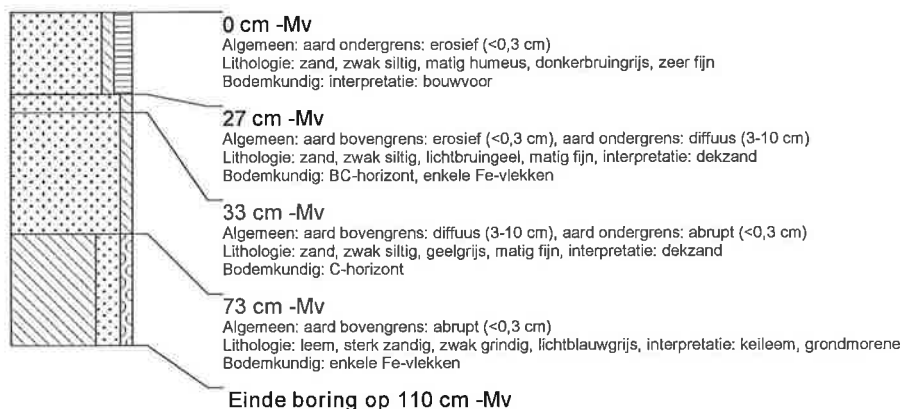 0 cm -Mv
Algemeen: aard ondergrens: erosief (<0,3 cm)
Lithologie: zand, zwak siltig, matig humeus, donkerbruingrijs, zeer fijn
Bodemkundig: interpretatie: bouwvoor
27 cm -Mv
Algemeen: aard bovengrens: erosief (<0,3 cm), aard ondergrens: diffuus (3-10 cm)
Lithologie: zand, zwak siltig, lichtbruingeel, matig fijn, interpretatie: dekzand
Bodemkundig: BC-horizont, enkele Fe-vlekken
33 cm -Mv
Algemeen: aard bovengrens: diffuus (3-10 cm), aard ondergrens: abrupt (<0,3 cm)
Lithologie: zand, zwak siltig, geelgrijs, matig fijn, interpretatie: dekzand
Bodemkundig: C-horizont
73 cm -Mv
Algemeen: aard bovengrens: abrupt (<0,3 cm)
Lithologie: leem, sterk zandig, zwak grindig, lichtblauwgrijs, interpretatie: keileem, grondmorene
Bodemkundig: enkele Fe-vlekken
Einde boring op 110 cm -Mv